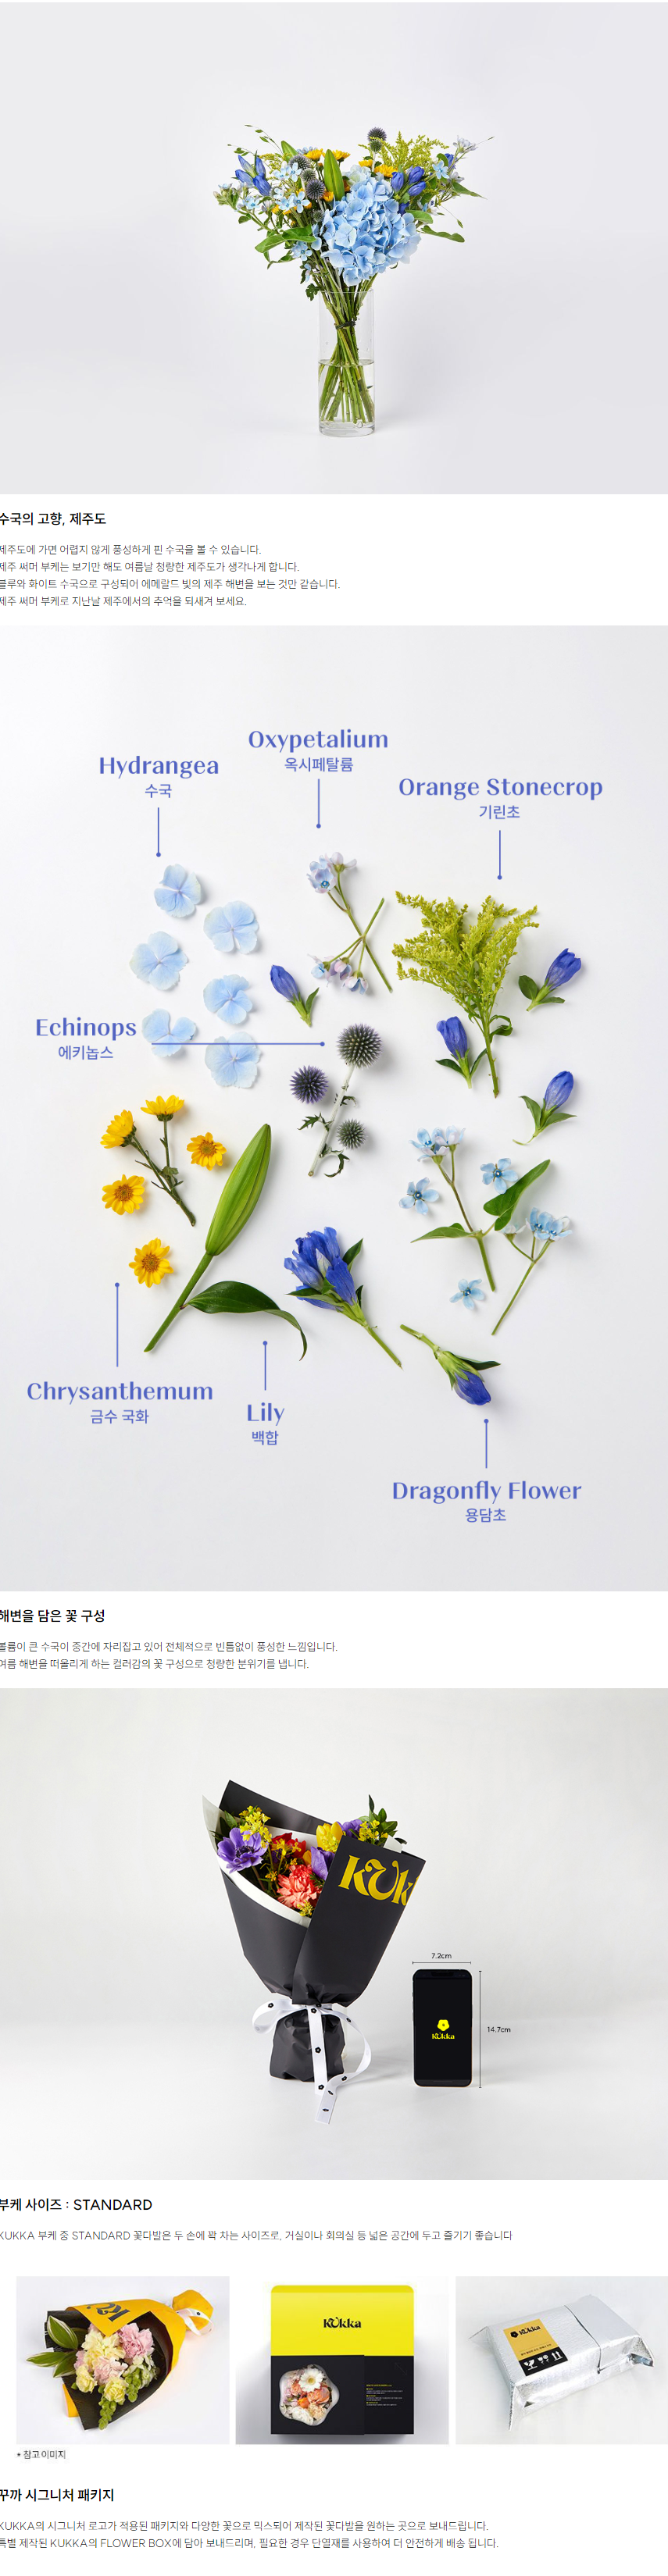 수국의 고향, 제주도
제주도에 가면 어렵지 않게 풍성하게 핀 수국을 볼 수 있습니다.
제주 써머 부케는 보기만 해도 여름날 청량한 제주도가 생각나게 합니다.
블루와 화이트 수국으로 구성되어 에메랄드 빛의 제주 해변을 보는 것만 같습니다.
제주 써머 부케로 지난날 제주에서의 추억을 되새겨 보세요.
Oxypetalium
옥시페탈륨
Hydrangea
수국
Orange Stonecrop
기린초
Echinops
에키놉스
Chrysanthemum
금수 국화
Lily
백합
Dragonfly Flower
용담초
해변을 담은 꽃 구성
볼륨이 큰 수국이 중간에 자리잡고 있어 전체적으로 빈틈없이 풍성한 느낌입니다.
여름 해변을 떠올리게 하는 컬러감의 꽃 구성으로 청량한 분위기를 냅니다.
kuk
7.2cm
14.7cm
kukka
부케 사이즈 : STANDARD
KUKKA 부케 중 STANDARD 꽃다발은 두 손에 꽉 차는 사이즈로, 거실이나 회의실 등 넓은 공간에 두고 즐기기 좋습니다
kukka
kukka
* 참고 이미지
꾸까 시그니처 패키지
KUKKA의 시그니처 로고가 적용된 패키지와 다양한 꽃으로 믹스되어 제작된 꽃다발을 원하는 곳으로 보내드립니다.
특별 제작된 KUKKA의 FLOWER BOX에 담아 보내드리며, 필요한 경우 단열재를 사용하여 더 안전하게 배송 됩니다.